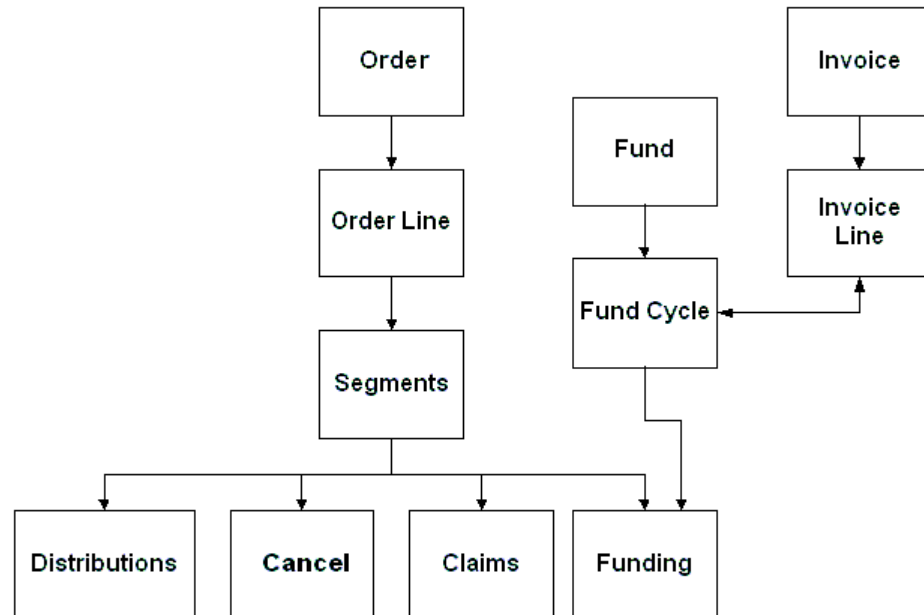 Order
Invoice
Fund
Order Line
Invoice
Line
Fund Cycle
Segments
Distributions
Cancel
Claims
Funding